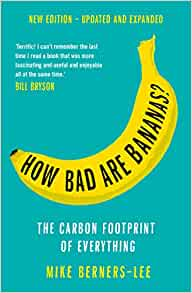 NEW EDITION – UPDATED AND EXPANDED
'Terrific! I can't remember the last
time I read a book that was more
fascinating and useful and enjoyable
all at the same time.'
BILL BRYSON
HOW BAD ARE BANANAS?
THE CARBON FOOTPRINT
OF EVERYTHING
MIKE BERNERS-LEE